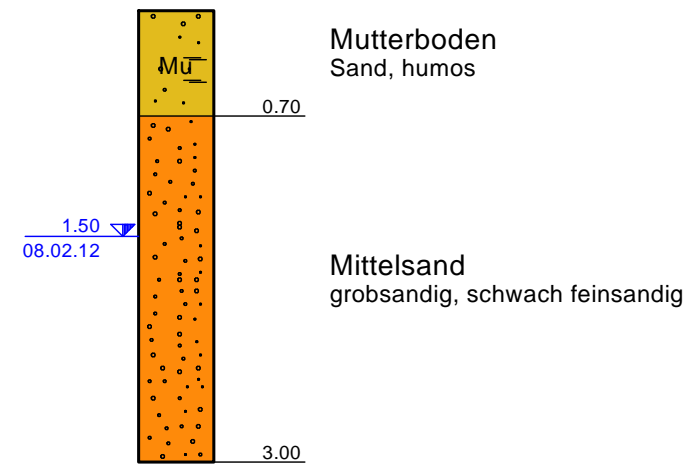 Mutterboden
Sand, humos
Mu
0.70
1.50
08.02.12
Mittelsand
grobsandig, schwach feinsandig
3.00